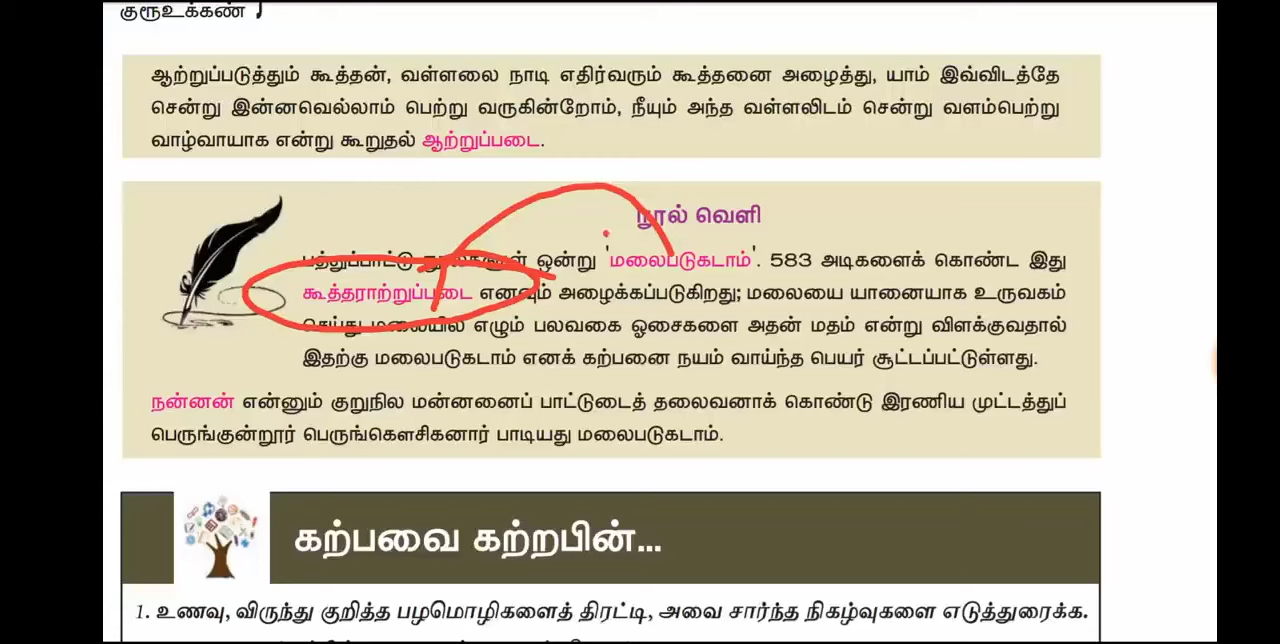 குரூஉக்கண்
ஆற்றுப்படுத்தும் கூத்தன், வள்ளலை நாடி எதிர்வரும் கூத்தனை அழைத்து, யாம் இவ்விடத்தே
சென்று இன்னவெல்லாம் பெற்று வருகின்றோம், நீயும் அந்த வள்ளலிடம் சென்று வளம்பெற்று
வாழ்வாயாக என்று கூறுதல் ஆற்றுப்படை.
நூல் வெளி
பத்துப்பாட்டு நூல்களுள் ஒன்று 'மலைபடுகடாம்'. 583 அடிகளைக் கொண்ட இது
கூத்தராற்றுப்படை எனவும் அழைக்கப்படுகிறது; மலையை யானையாக உருவகம்
செய்து மலையில் எழும் பலவகை ஓசைகளை அதன் மதம் என்று விளக்குவதால்
இதற்கு மலைபடுகடாம் எனக் கற்பனை நயம் வாய்ந்த பெயர் சூட்டப்பட்டுள்ளது.
நன்னன் என்னும் குறுநில மன்னனைப் பாட்டுடைத் தலைவனாக் கொண்டு இரணிய முட்டத்துப்
பெருங்குன்றூர் பெருங்கௌசிகனார் பாடியது மலைபடுகடாம்.
கற்பவை கற்றபின்...
1. உணவு, விருந்து குறித்த பழமொழிகளைத் திரட்டி, அவை சார்ந்த நிகழ்வுகளை எடுத்துரைக்க.